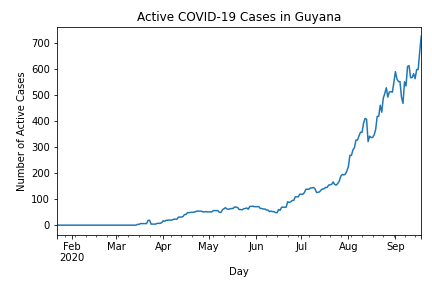 Active COVID-19 Cases in Guyana
Number of Active Cases
700
600
500
400
300
200
100
0
Feb Mar Apr May Jun Jul Aug Sep
2020
Day